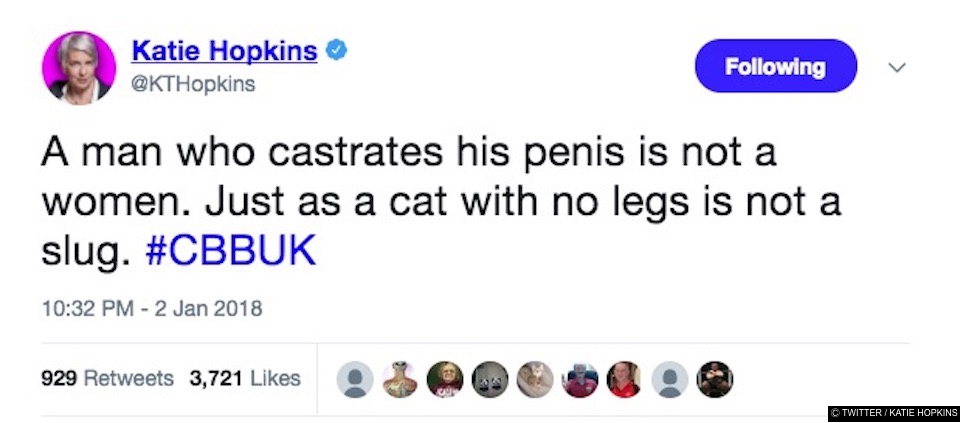 Katie Hopkins
@KTHopkins
Following
A man who castrates his penis is not a
women. Just as a cat with no legs is not a
slug. #CBBUK
10:32 PM - 2 Jan 2018
929 Retweets 3,721 Likes
© TWITTER / KATIE HOPKINS